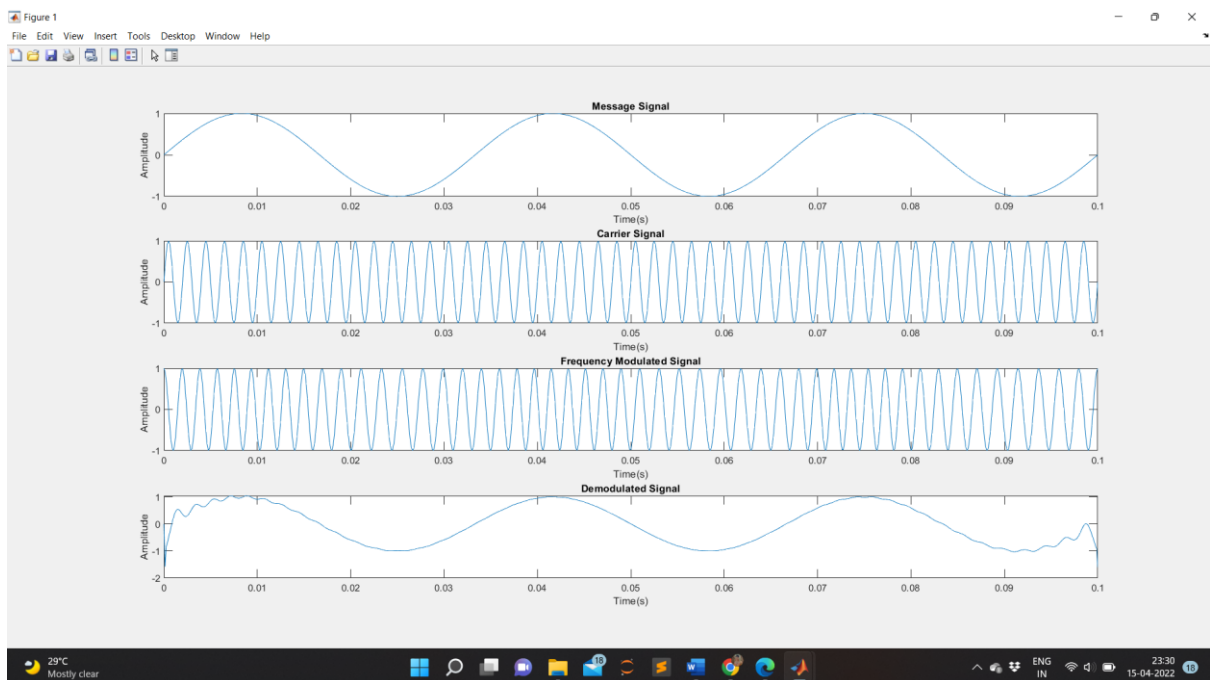 Figure 1
File Edit View Insert Tools Desktop Window Help
Message Signal
Amplitude
1
0
-1
0 0.01 0.02 0.03 0.04 0.05 0.06 0.07 0.08 0.09 0.1
Time(s)
Carrier Signal
Amplitude
1
0
-1
0 0.01 0.02 0.03 0.04 0.05 0.06 0.07 0.08 0.09 0.1
Time(s)
Frequency Modulated Signal
Amplitude
1
0
-1
0 0.01 0.02 0.03 0.04 0.05 0.06 0.07 0.08 0.09 0.1
Time(s)
Demodulated Signal
Amplitude
1
0
-1
-2
0 0.01 0.02 0.03 0.04 0.05 0.06 0.07 0.08 0.09 0.1
Time(s)
29°C
Mostly clear
18
ENG
IN
23:30
15-04-2022
18